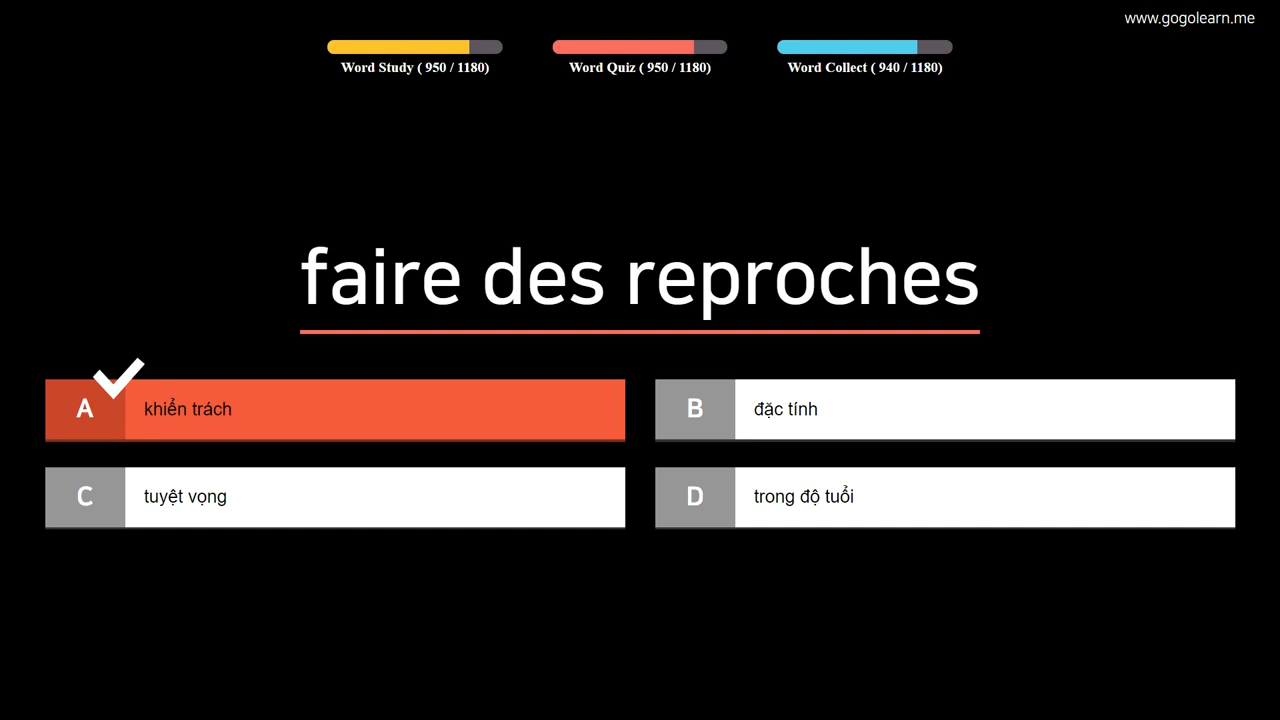 www.gogolearn.me
Word Study ( 950 / 1180)
Word Quiz ( 950 / 1180)
Word Collect ( 940 / 1180)
faire des reproches
A khiển trách
B đặc tính
C tuyệt vọng
D trong độ tuổi